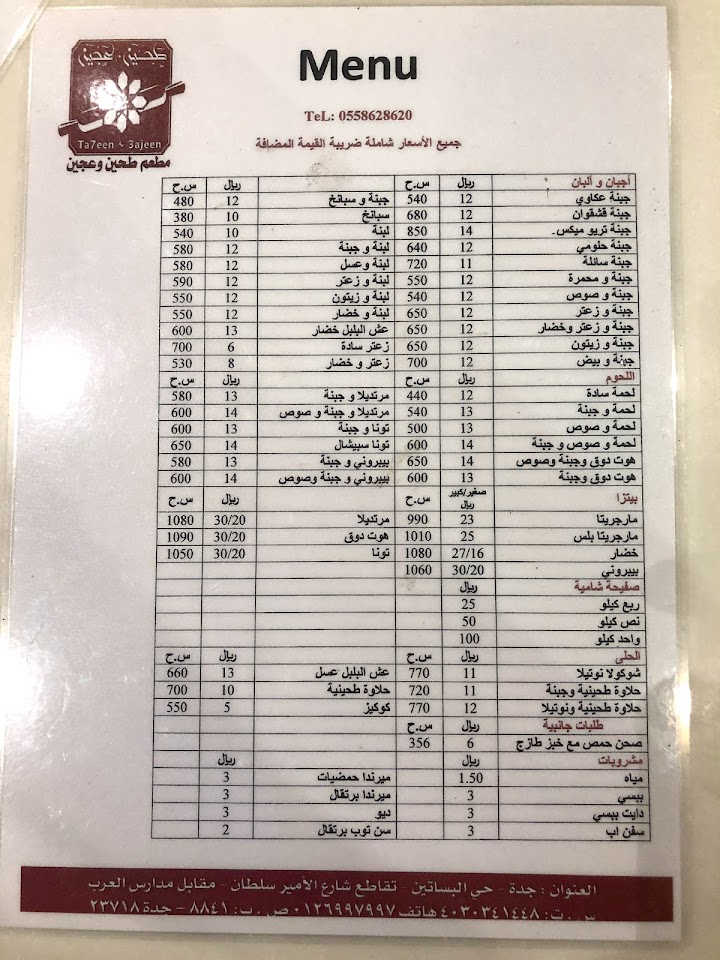 طحين. عجين
Ta7een ~ 3ajeen
مطعم طحين وعجين
Menu
TeL: 0558628620
جميع الأسعار شاملة ضريبة القيمة المضافة
أجبان و ألبان ريال س.ح ريال س.ح
جبنة عكاوي 12 540 جبنة و سبانخ 12 480
جبنة قشقوان 12 680 سبانخ 10 380
جبنة تريو ميكس. 14 850 لبنة 10 540
جبنة حلومي 12 640 لبنة و جبنة 12 580
جبنة سائلة 11 720 لبنة وعسل 12 580
جبنة و محمرة 12 550 لبنة و زعتر 12 590
جبنة و صوص 12 540 لبنة و زيتون 12 550
جبنة و زعتر 12 650 لبنة و خضار 12 550
جبنة و زعتر وخضار 12 650 عش البلبل خضار 13 600
جبنة و زيتون 12 650 زعتر سادة 6 700
جبنة و بيض 12 700 زعتر و خضار 8 530
اللحوم ريال س.ح ريال س.ح
لحمة سادة 12 440 مرتديلا و جبنة 13 580
لحمة و جبنة 13 540 مرتديلا و جبنة و صوص 14 600
لحمة و صوص 13 500 تونا و جبنة 13 600
لحمة و صوص و جبنة 14 600 تونا سبيشال 14 650
هوت دوق وجبنة وصوص 14 650 بيبروني و جبنة 13 580
هوت دوق وجبنة 13 600 بيبروني و جبنة وصوص 14 600
بيتزا صغير/كبير ريال س.ح ريال س.ح
مارجريتا 23 990 مرتديلا 30/20 1080
مارجريتا بلس 25 1010 هوت دوق 30/20 1090
خضار 27/16 1080 تونا 30/20 1050
بيبروني 30/20 1060
صفيحة شامية ريال
ربع كيلو 25
نص كيلو 50
واحد كيلو 100
الحلى ريال س.ح ريال س.ح
شوكولا نوتيلا 11 770 عش البلبل عسل 13 660
حلاوة طحينية وجبنة 11 720 حلاوة طحينية 10 700
حلاوة طحينية ونوتيلا 12 770 كوكيز 5 550
طلبات جانبية ريال س.ح
صحن حمص مع خبز طازج 6 356
مشروبات ريال ريال
مياه 1.50 ميرندا حمضيات 3
بيبسي 3 ميرندا برتقال 3
دايت بيبسي 3 ديو 3
سفن اب 3 سن توب برتقال 2
العنوان : جدة - حي البساتين - تقاطع شارع الأمير سلطان - مقابل مدارس العرب
س . ت : ٤٠٣٠٣٤١٤٤٨ هاتف ٠١٢٦٩٩٧٩٩٧ ص . ب : ٨٨٤١ - جدة ٢٣٧١٨